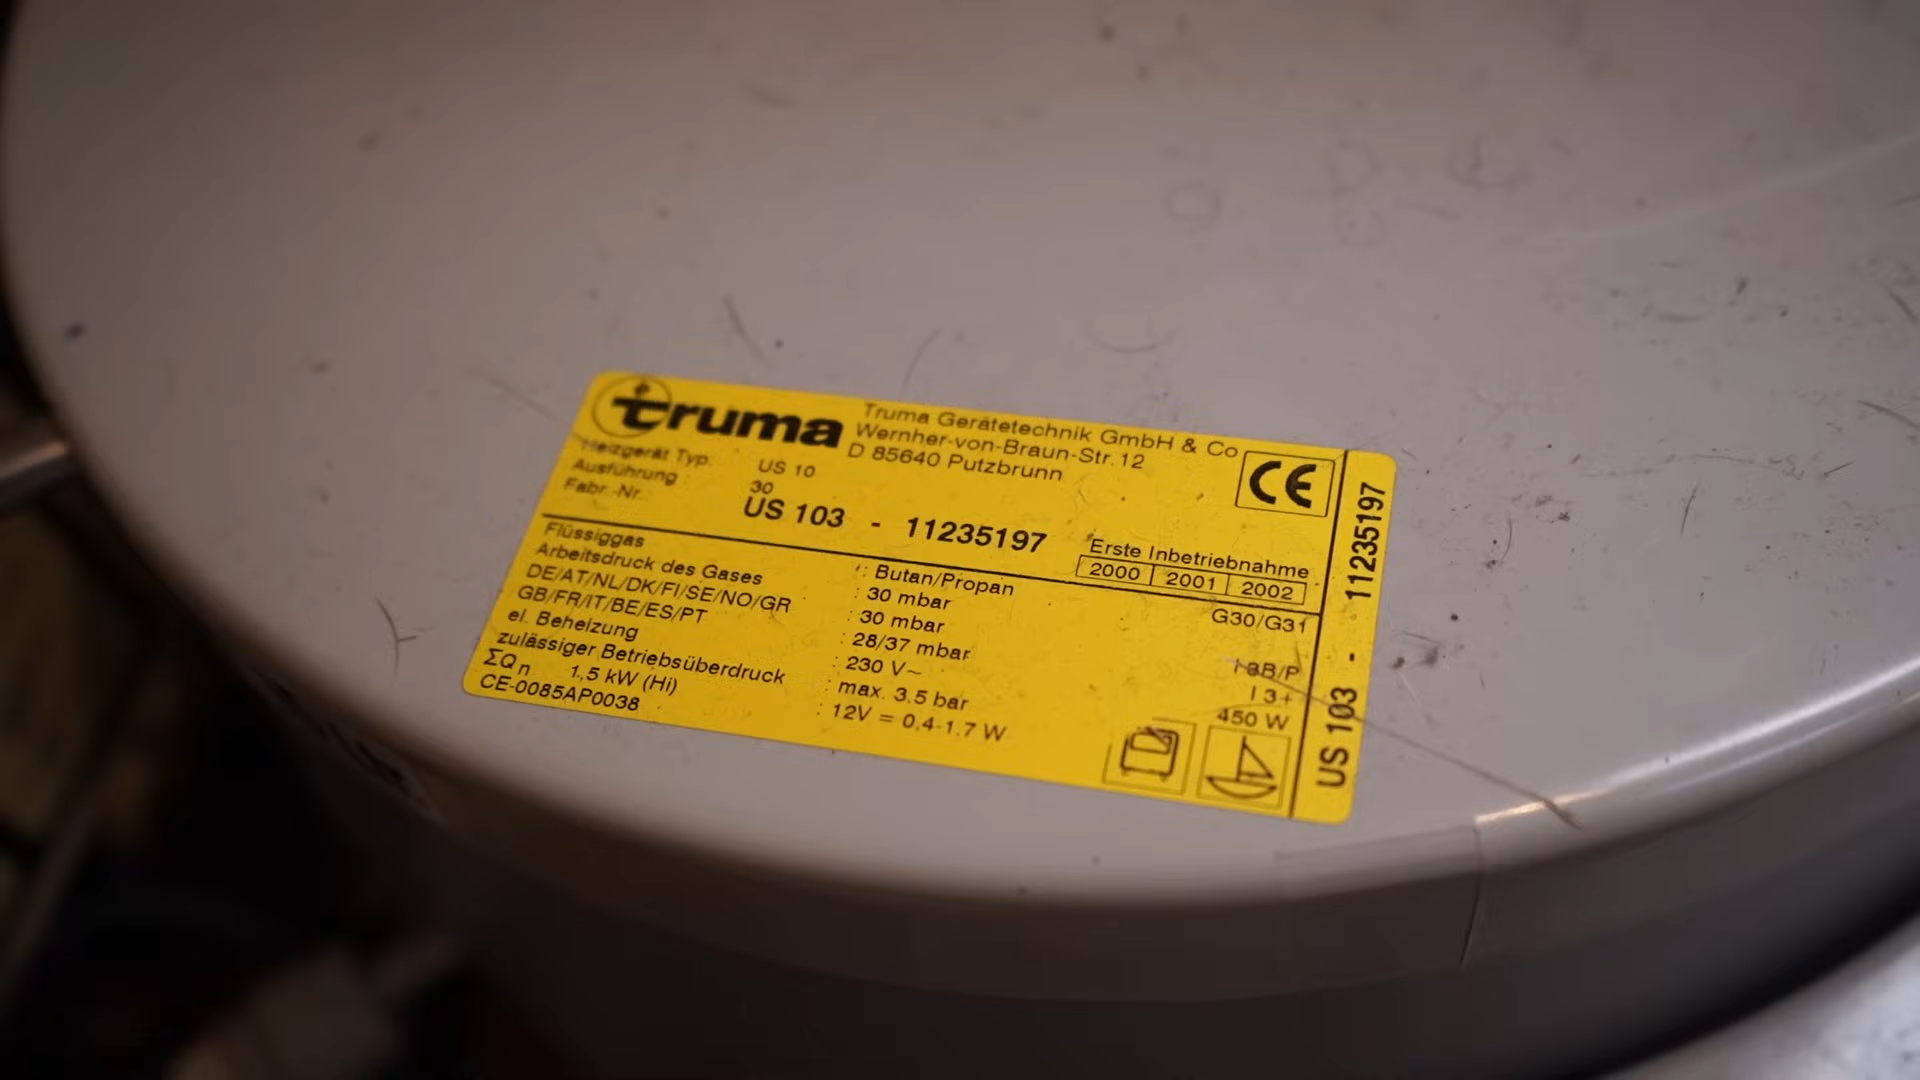 truma
Truma Gerätetechnik GmbH & Co
Wernher-von-Braun-Str. 12
D 85640 Putzbrunn
CE
Heizgerät Typ. US 10
Ausführung : 30
Fabr.-Nr.: US 103 - 11235197
Erste Inbetriebnahme
2000 2001 2002
Flüssiggas : Butan/Propan G30/G31
Arbeitsdruck des Gases : 30 mbar
DE/AT/NL/DK/FI/SE/NO/GR : 30 mbar I 3B/P
GB/FR/IT/BE/ES/PT : 28/37 mbar I 3+
el. Beheizung : 230 V~ 450 W
zulässiger Betriebsüberdruck : max. 3.5 bar
ΣQn 1,5 kW (Hi) : 12V = 0,4-1.7 W
CE-0085AP0038
US 103 - 11235197